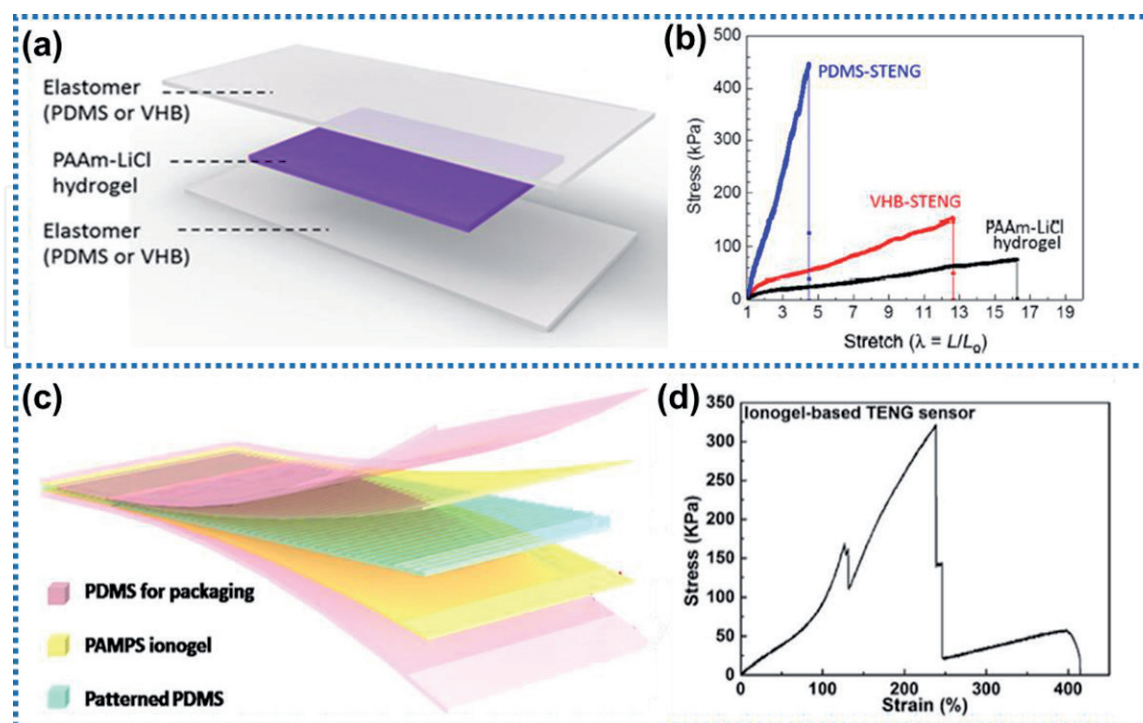 (a)
Elastomer
(PDMS or VHB)
PAAm-LiCl
hydrogel
Elastomer
(PDMS or VHB)
(b)
500
400
300
200
100
0
Stress (kPa)
PDMS-STENG
VHB-STENG
PAAm-LiCl
hydrogel
1 3 5 7 9 11 13 15 17 19
Stretch (λ = L/L₀)
(c)
PDMS for packaging
PAMPS ionogel
Patterned PDMS
(d)
350
300
250
200
150
100
50
0
Stress (KPa)
Ionogel-based TENG sensor
0 100 200 300 400
Strain (%)